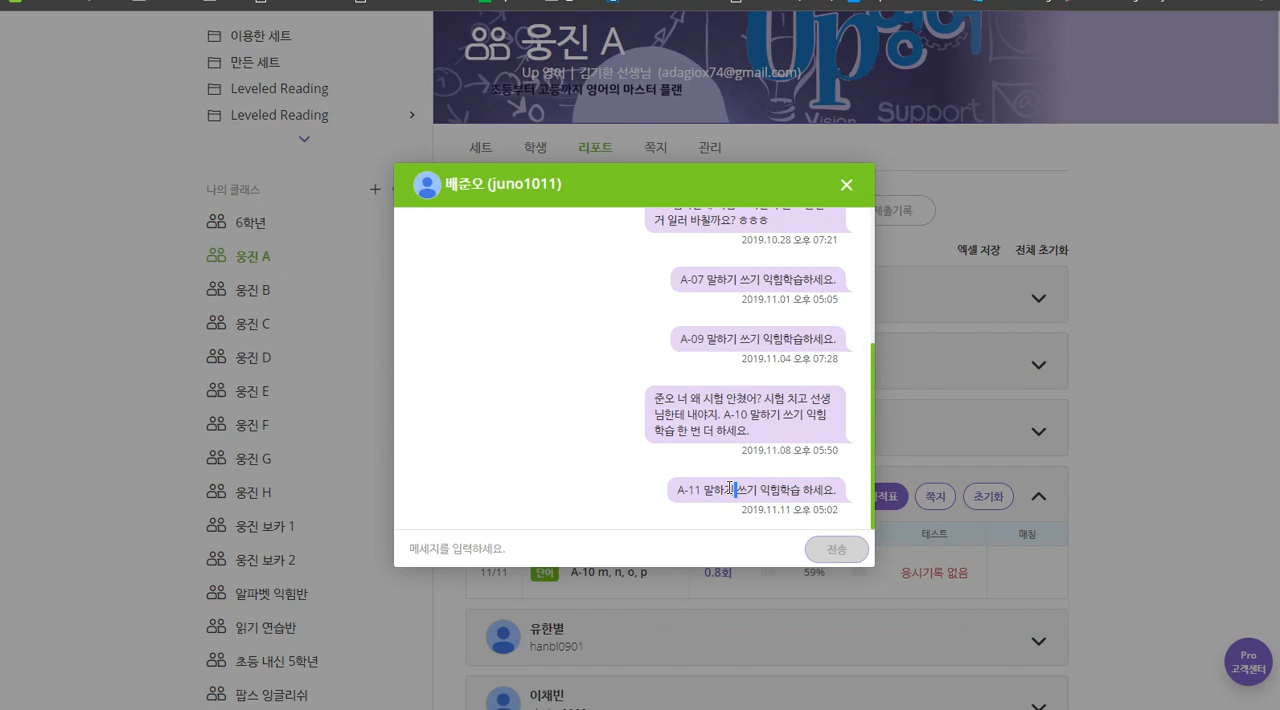 이용한 세트
만든 세트
Leveled Reading
Leveled Reading
나의 클래스
6학년
웅진 A
웅진 B
웅진 C
웅진 D
웅진 E
웅진 F
웅진 G
웅진 H
웅진 보카 1
웅진 보카 2
알파벳 익힘반
읽기 연습반
초등 내신 5학년
팝스 잉글리쉬
웅진 A
Up 영어 | 김기환 선생님 (adaglox74@gmail.com)
초등부터 고등까지 영어의 마스터 플랜
Up영어
Vision
Support
세트
학생
리포트
쪽지
관리
제출기록
엑셀 저장
전체 초기화
배준오 (juno1011)
거 일러 바칠까요? ㅎㅎㅎ
2019.10.28 오후 07:21
A-07 말하기 쓰기 익힘학습하세요.
2019.11.01 오후 05:05
A-09 말하기 쓰기 익힘학습하세요.
2019.11.04 오후 07:28
준오 너 왜 시험 안쳤어? 시험 치고 선생
님한테 내야지. A-10 말하기 쓰기 익힘
학습 한 번 더 하세요.
2019.11.08 오후 05:50
A-11 말하기 쓰기 익힘학습 하세요.
2019.11.11 오후 05:02
메세지를 입력하세요.
전송
쪽지
초기화
테스트
매칭
11/11
단어
A-10 m, n, o, p
0.8회
0%
59%
0%
응시기록 없음
유한별
hanbl0901
이재빈
Pro
고객센터